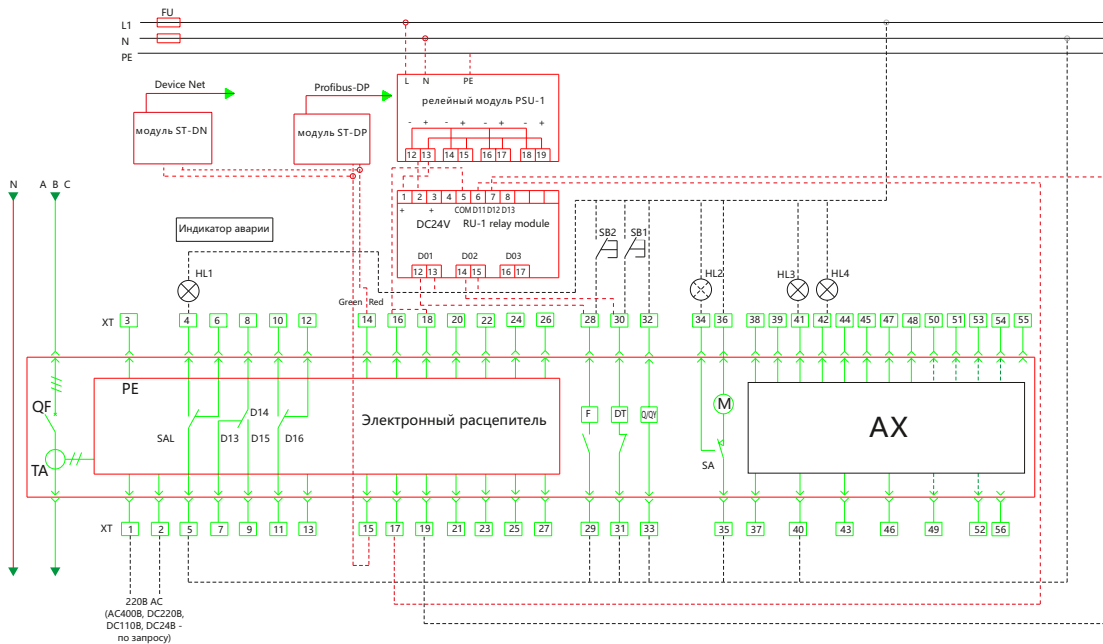 FU
L1
N
PE
Device Net
Profibus-DP
L N PE
релейный модуль PSU-1
- + - + - + - +
12 13 14 15 16 17 18 19
модуль ST-DN
модуль ST-DP
N A B C
1 2 3 4 5 6 7 8
+ + COM D11 D12 D13
DC24V RU-1 relay module
D01 D02 D03
12 13 14 15 16 17
SB2 SB1
Индикатор аварии
HL1
HL2 HL3 HL4
Green Red
XT 3 4 6 8 10 12 14 16 18 20 22 24 26 28 30 32 34 36 38 39 41 42 44 45 47 48 50 51 53 54 55
PE
QF
D14
F DT Q/QY M
Электронный расцепитель
AX
SAL D13 D15 D16
SA
TA
XT 1 2 5 7 9 11 13 15 17 19 21 23 25 27 29 31 33 35 37 40 43 46 49 52 56
220В AC
(AC400В, DC220В,
DC110В, DC24В -
по запросу)